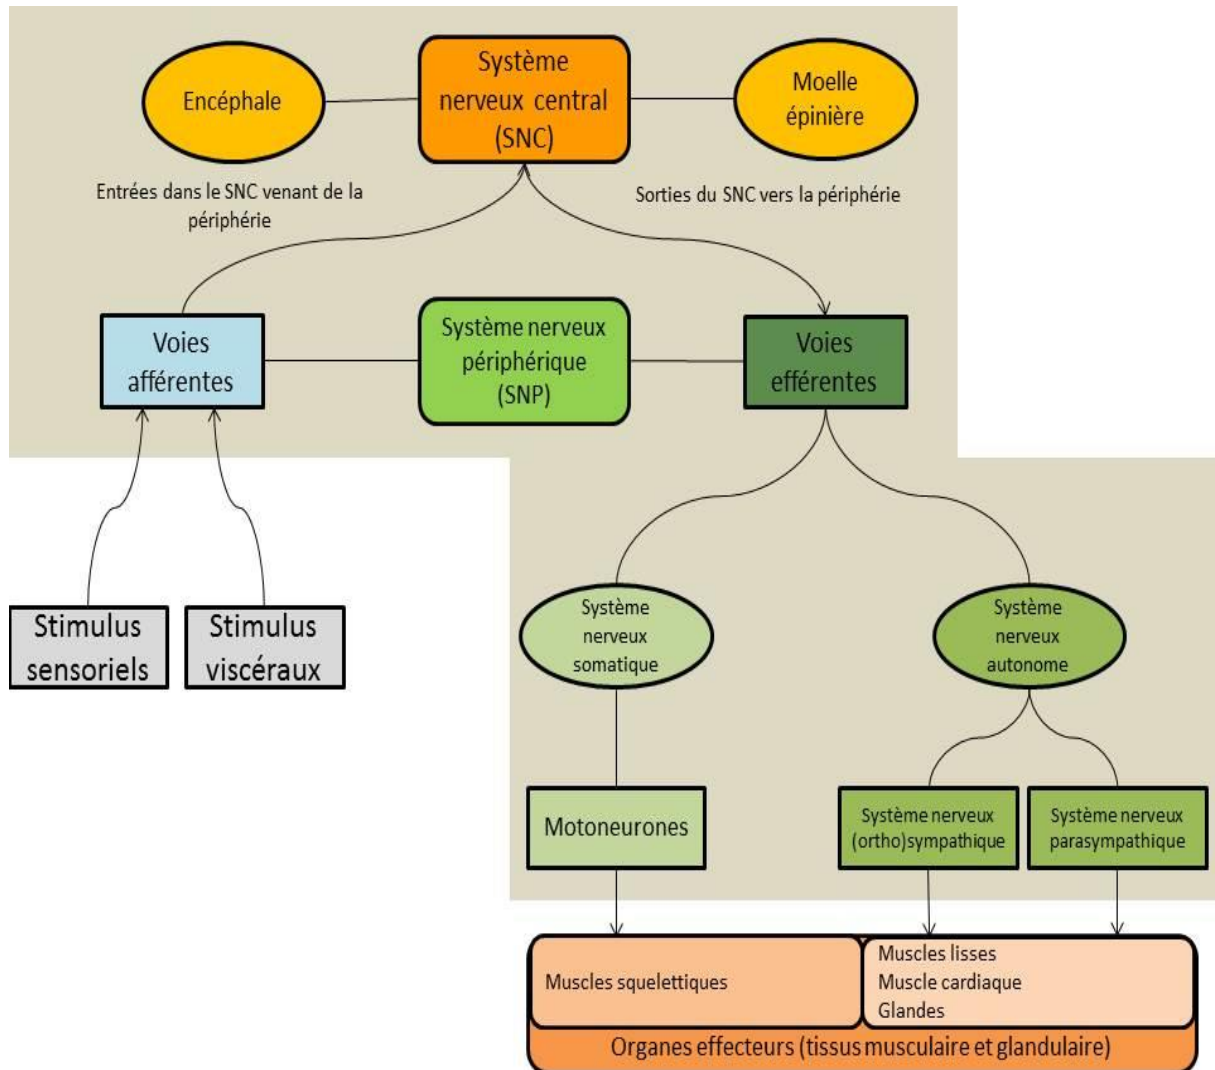 Système
nerveux central
(SNC)
Encéphale
Moelle
épinière
Entrées dans le SNC venant de la
périphérie
Sorties du SNC vers la périphérie
Voies
afférentes
Système nerveux
périphérique
(SNP)
Voies
efférentes
Stimulus
sensoriels
Stimulus
viscéraux
Système
nerveux
somatique
Système
nerveux
autonome
Motoneurones
Système nerveux
(ortho)sympathique
Système nerveux
parasympathique
Muscles squelettiques
Muscles lisses
Muscle cardiaque
Glandes
Organes effecteurs (tissus musculaire et glandulaire)